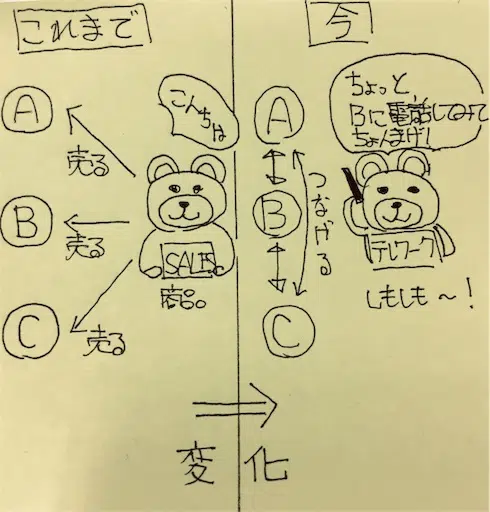 これまで
A
B
C
売る
売る
売る
こんちは
SALES
商品
今
A
B
C
つなげる
ちょっと、
Bに電話してみて
ちょんまげ!
テレワーク
しもしも〜!
変化